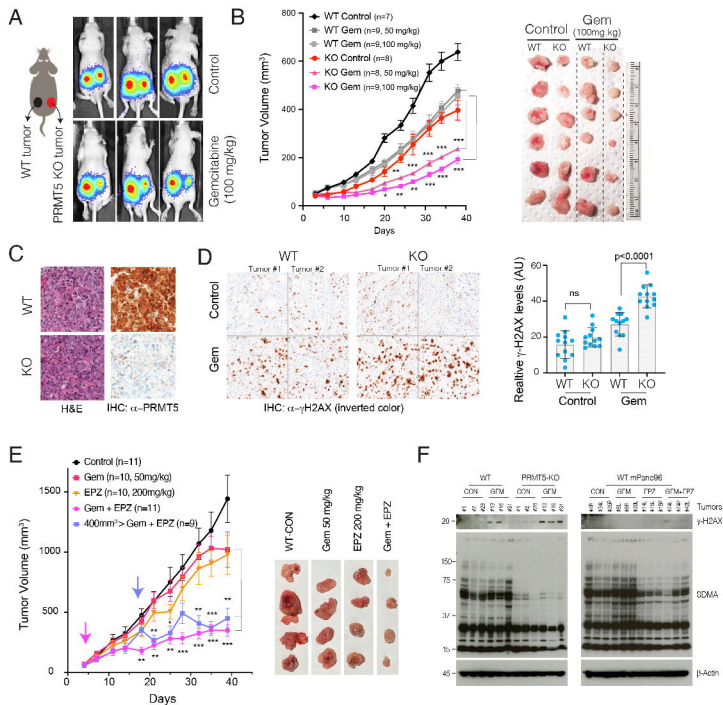 A
WT tumor
PRMT5 KO tumor
Control
Gemcitabine
(100 mg/kg)
B
WT Control (n=7)
WT Gem (n=9, 50 mg/kg)
WT Gem (n=9,100 mg/kg)
KO Control (n=8)
KO Gem (n=8, 50 mg/kg)
KO Gem (n=9,100 mg/kg)
Tumor Volume (mm³)
800
600
400
200
0
0 10 20 30 40
Days
* ** *** *** *** ***
** *** *** *** ***
Control Gem
(100mg.kg)
WT KO WT KO
C
WT
KO
H&E IHC: α-PRMT5
D
WT KO
Tumor #1 Tumor #2 Tumor #1 Tumor #2
Control
Gem
IHC: α-γH2AX (inverted color)
Realtive γ-H2AX levels (AU)
60
40
20
0
ns
p<0.0001
WT KO WT KO
Control Gem
E
Control (n=11)
Gem (n=10, 50mg/kg)
EPZ (n=10, 200mg/kg)
Gem + EPZ (n=11)
400mm³> Gem + EPZ (n=9)
Tumor Volume (mm³)
1500
1000
500
0
0 10 20 30 40
Days
WT-CON
Gem 50 mg/kg
EPZ 200 mg/kg
Gem + EPZ
F
WT PRMT5-KO WT mPanc96
CON GEM CON GEM CON GEM EPZ GEM+EPZ
Tumors
20
γ-H2AX
150
75
SDMA
37
25
15
45
β-Actin